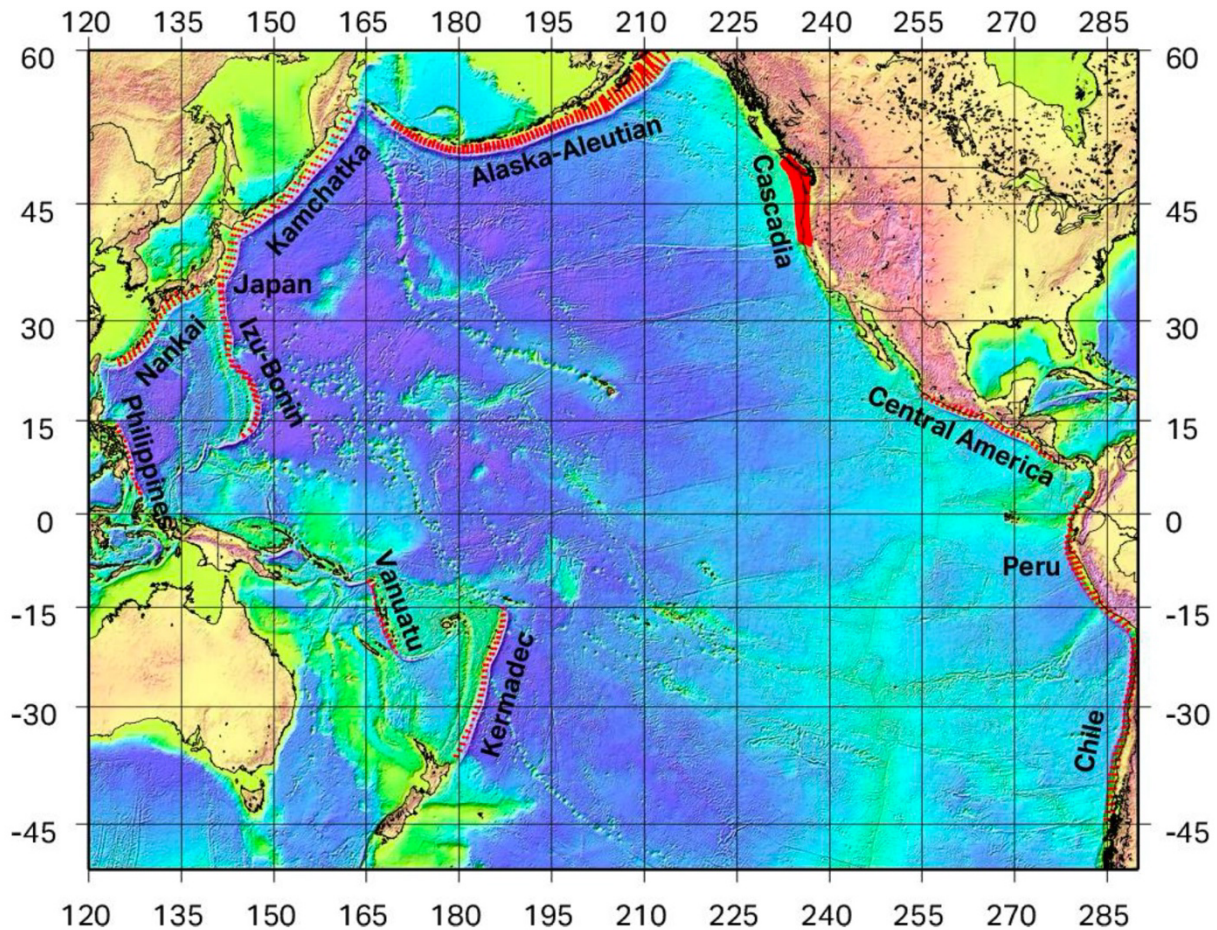 120 135 150 165 180 195 210 225 240 255 270 285
60 60
Alaska-Aleutian
Kamchatka
Cascadia
45 45
Japan
30 30
Nankai
Izu-Bonin
Central America
15 15
Philippines
0 0
Vanuatu
Peru
-15 -15
Kermadec
-30 -30
Chile
-45 -45
120 135 150 165 180 195 210 225 240 255 270 285